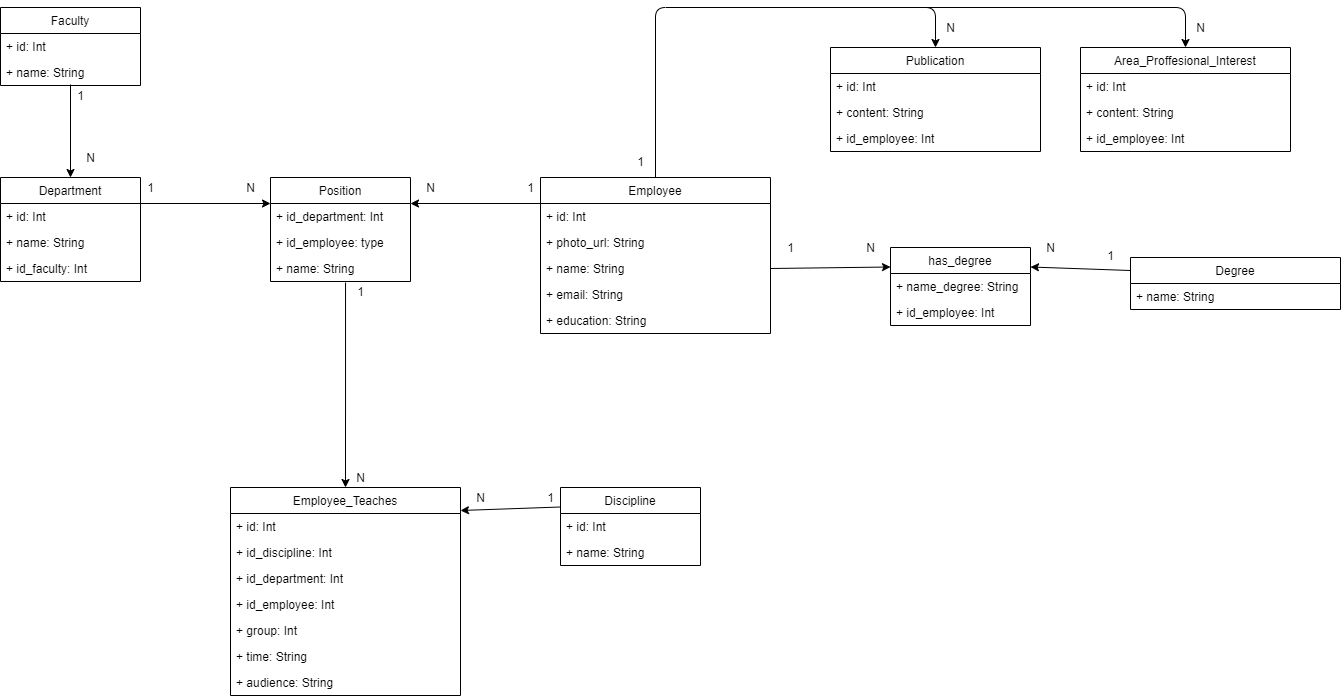 Faculty
+ id: Int
+ name: String
1
N
Department
+ id: Int
+ name: String
+ id_faculty: Int
1
N
Position
+ id_department: Int
+ id_employee: type
+ name: String
N
1
1
Employee
+ id: Int
+ photo_url: String
+ name: String
+ email: String
+ education: String
N
Publication
+ id: Int
+ content: String
+ id_employee: Int
N
Area_Proffesional_Interest
+ id: Int
+ content: String
+ id_employee: Int
1
N
has_degree
+ name_degree: String
+ id_employee: Int
N
1
Degree
+ name: String
1
N
Employee_Teaches
+ id: Int
+ id_discipline: Int
+ id_department: Int
+ id_employee: Int
+ group: Int
+ time: String
+ audience: String
N
1
Discipline
+ id: Int
+ name: String